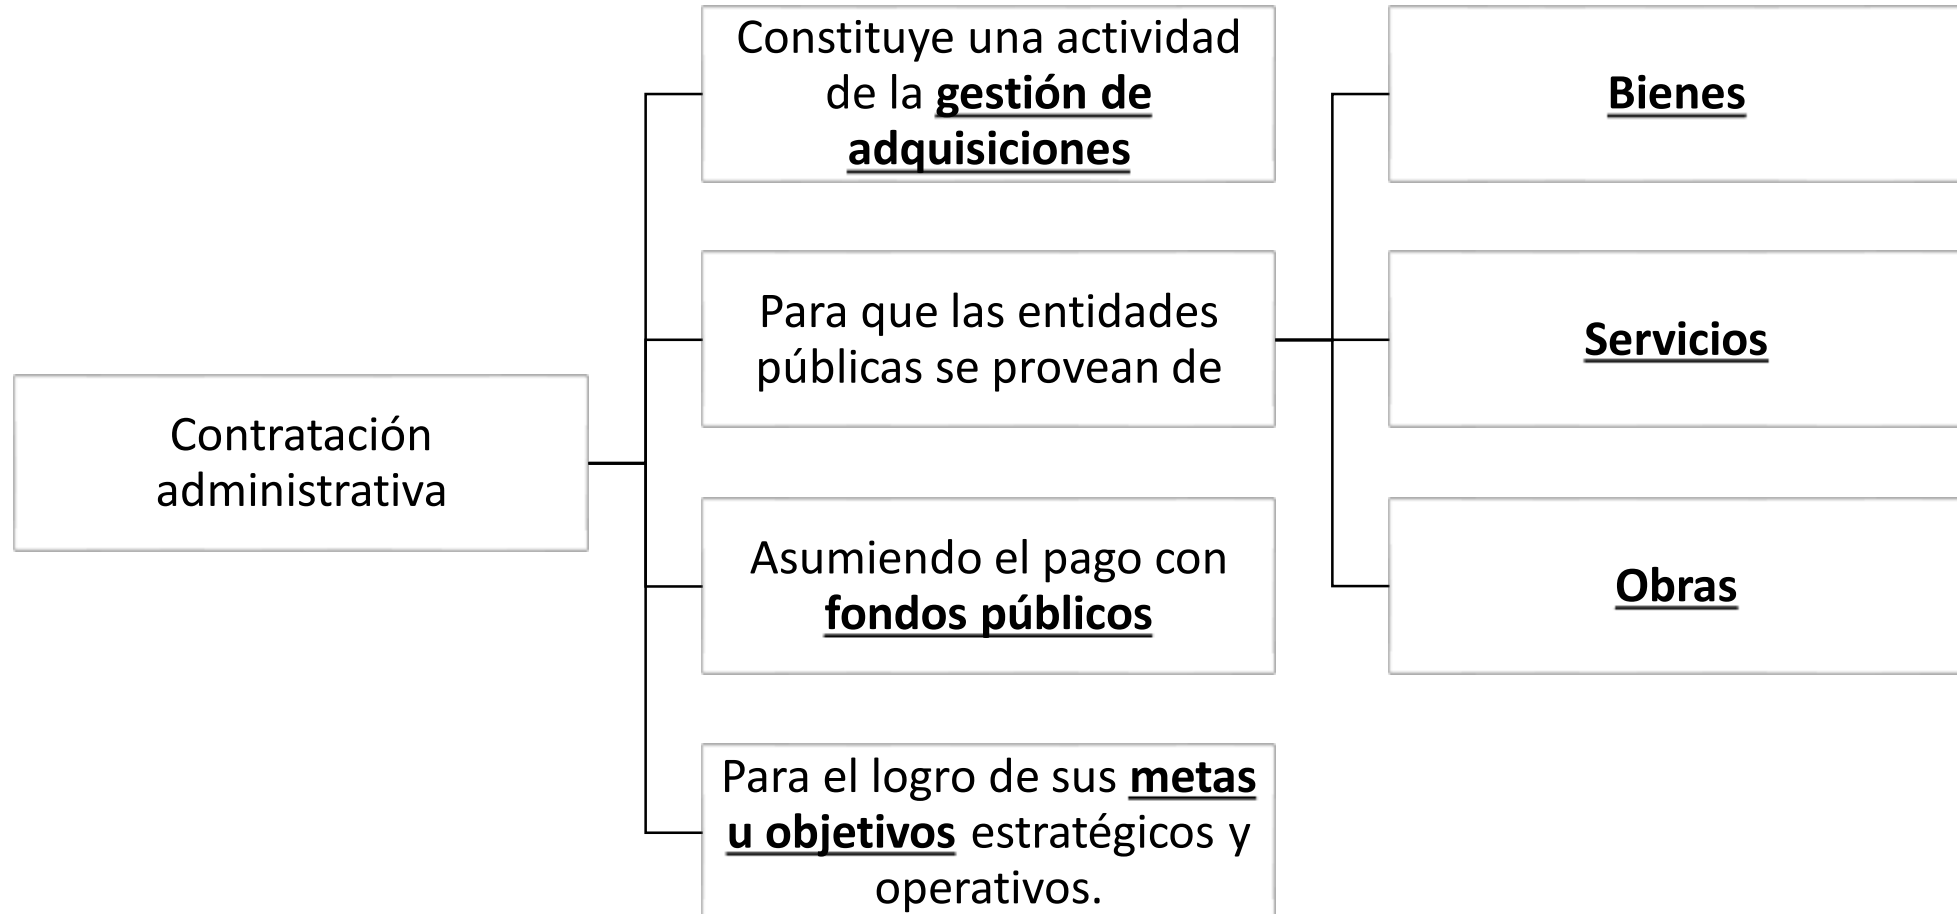 Contratación
administrativa
Constituye una actividad
de la gestión de
adquisiciones
Para que las entidades
públicas se provean de
Bienes
Servicios
Obras
Asumiendo el pago con
fondos públicos
Para el logro de sus metas
u objetivos estratégicos y
operativos.